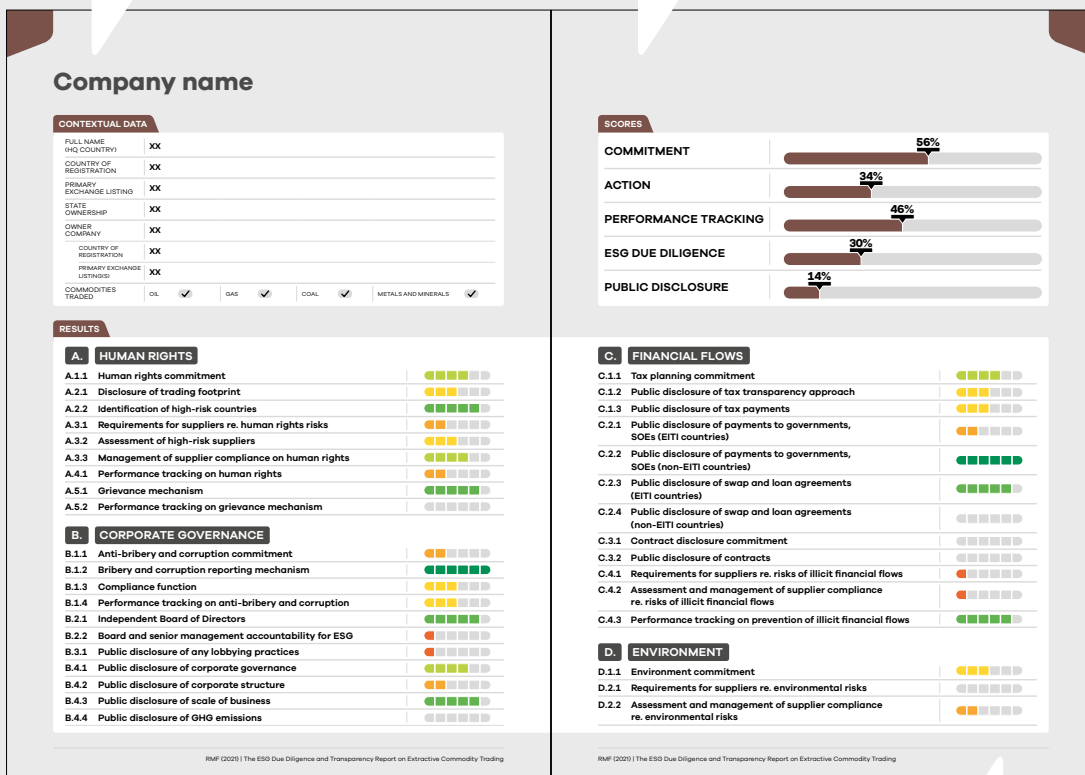 Company name
CONTEXTUAL DATA
FULL NAME
(HQ COUNTRY)
XX
COUNTRY OF
REGISTRATION
XX
PRIMARY
EXCHANGE LISTING
XX
STATE
OWNERSHIP
XX
OWNER
COMPANY
XX
COUNTRY OF
REGISTRATION
XX
PRIMARY EXCHANGE
LISTING(S)
XX
COMMODITIES
TRADED
OIL GAS COAL METALS AND MINERALS
SCORES
COMMITMENT 56%
ACTION 34%
PERFORMANCE TRACKING 46%
ESG DUE DILIGENCE 30%
PUBLIC DISCLOSURE 14%
RESULTS
A. HUMAN RIGHTS
A.1.1 Human rights commitment
A.2.1 Disclosure of trading footprint
A.2.2 Identification of high-risk countries
A.3.1 Requirements for suppliers re. human rights risks
A.3.2 Assessment of high-risk suppliers
A.3.3 Management of supplier compliance on human rights
A.4.1 Performance tracking on human rights
A.5.1 Grievance mechanism
A.5.2 Performance tracking on grievance mechanism
B. CORPORATE GOVERNANCE
B.1.1 Anti-bribery and corruption commitment
B.1.2 Bribery and corruption reporting mechanism
B.1.3 Compliance function
B.1.4 Performance tracking on anti-bribery and corruption
B.2.1 Independent Board of Directors
B.2.2 Board and senior management accountability for ESG
B.3.1 Public disclosure of any lobbying practices
B.4.1 Public disclosure of corporate governance
B.4.2 Public disclosure of corporate structure
B.4.3 Public disclosure of scale of business
B.4.4 Public disclosure of GHG emissions
RMF (2021) | The ESG Due Diligence and Transparency Report on Extractive Commodity Trading
C. FINANCIAL FLOWS
C.1.1 Tax planning commitment
C.1.2 Public disclosure of tax transparency approach
C.1.3 Public disclosure of tax payments
C.2.1 Public disclosure of payments to governments,
SOEs (EITI countries)
C.2.2 Public disclosure of payments to governments,
SOEs (non-EITI countries)
C.2.3 Public disclosure of swap and loan agreements
(EITI countries)
C.2.4 Public disclosure of swap and loan agreements
(non-EITI countries)
C.3.1 Contract disclosure commitment
C.3.2 Public disclosure of contracts
C.4.1 Requirements for suppliers re. risks of illicit financial flows
C.4.2 Assessment and management of supplier compliance
re. risks of illicit financial flows
C.4.3 Performance tracking on prevention of illicit financial flows
D. ENVIRONMENT
D.1.1 Environment commitment
D.2.1 Requirements for suppliers re. environmental risks
D.2.2 Assessment and management of supplier compliance
re. environmental risks
RMF (2021) | The ESG Due Diligence and Transparency Report on Extractive Commodity Trading